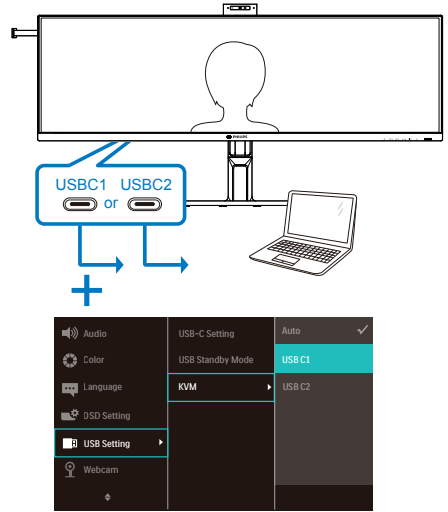 PHILIPS
USBC1 USBC2
or
Audio USB-C Setting Auto
Color USB Standby Mode USB C1
Language KVM USB C2
OSD Setting
USB Setting
Webcam